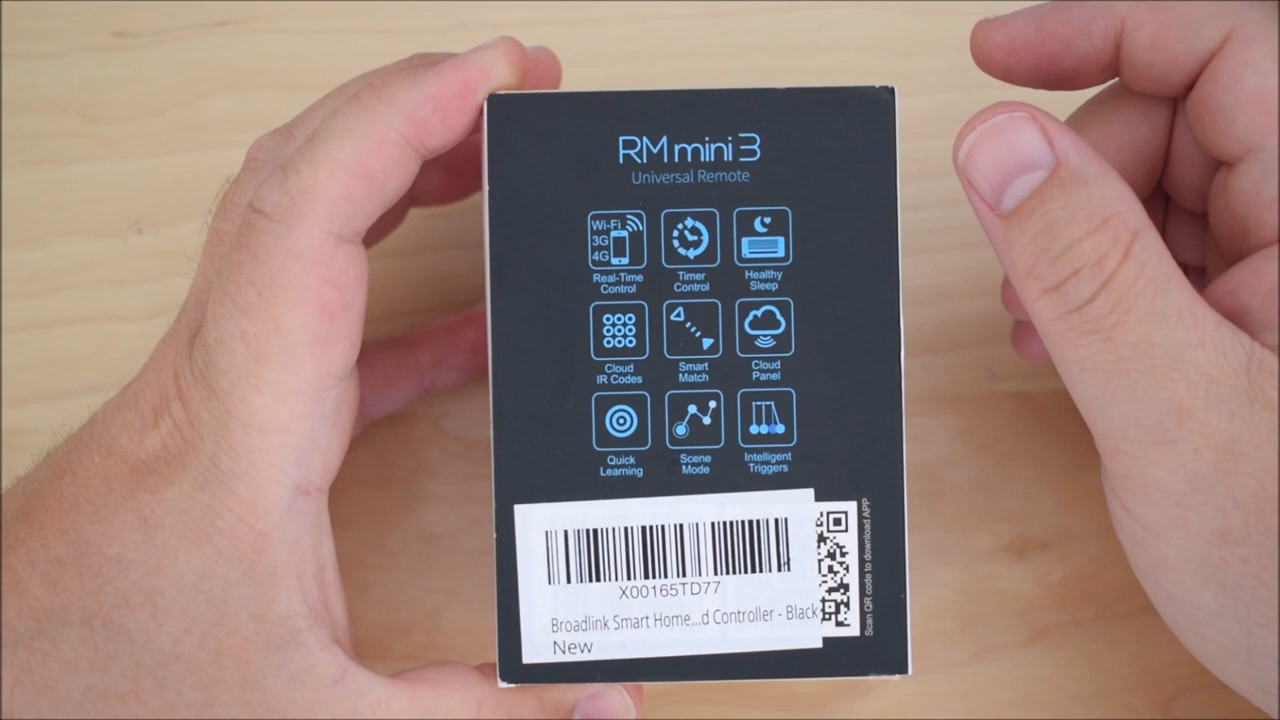 RM mini 3
Universal Remote
Wi-Fi
3G
4G
Real-Time
Control
Timer
Control
Healthy
Sleep
Cloud
IR Codes
Smart
Match
Cloud
Panel
Quick
Learning
Scene
Mode
Intelligent
Triggers
X00165TD77
Broadlink Smart Home...d Controller - Black
New
Scan QR code to download APP